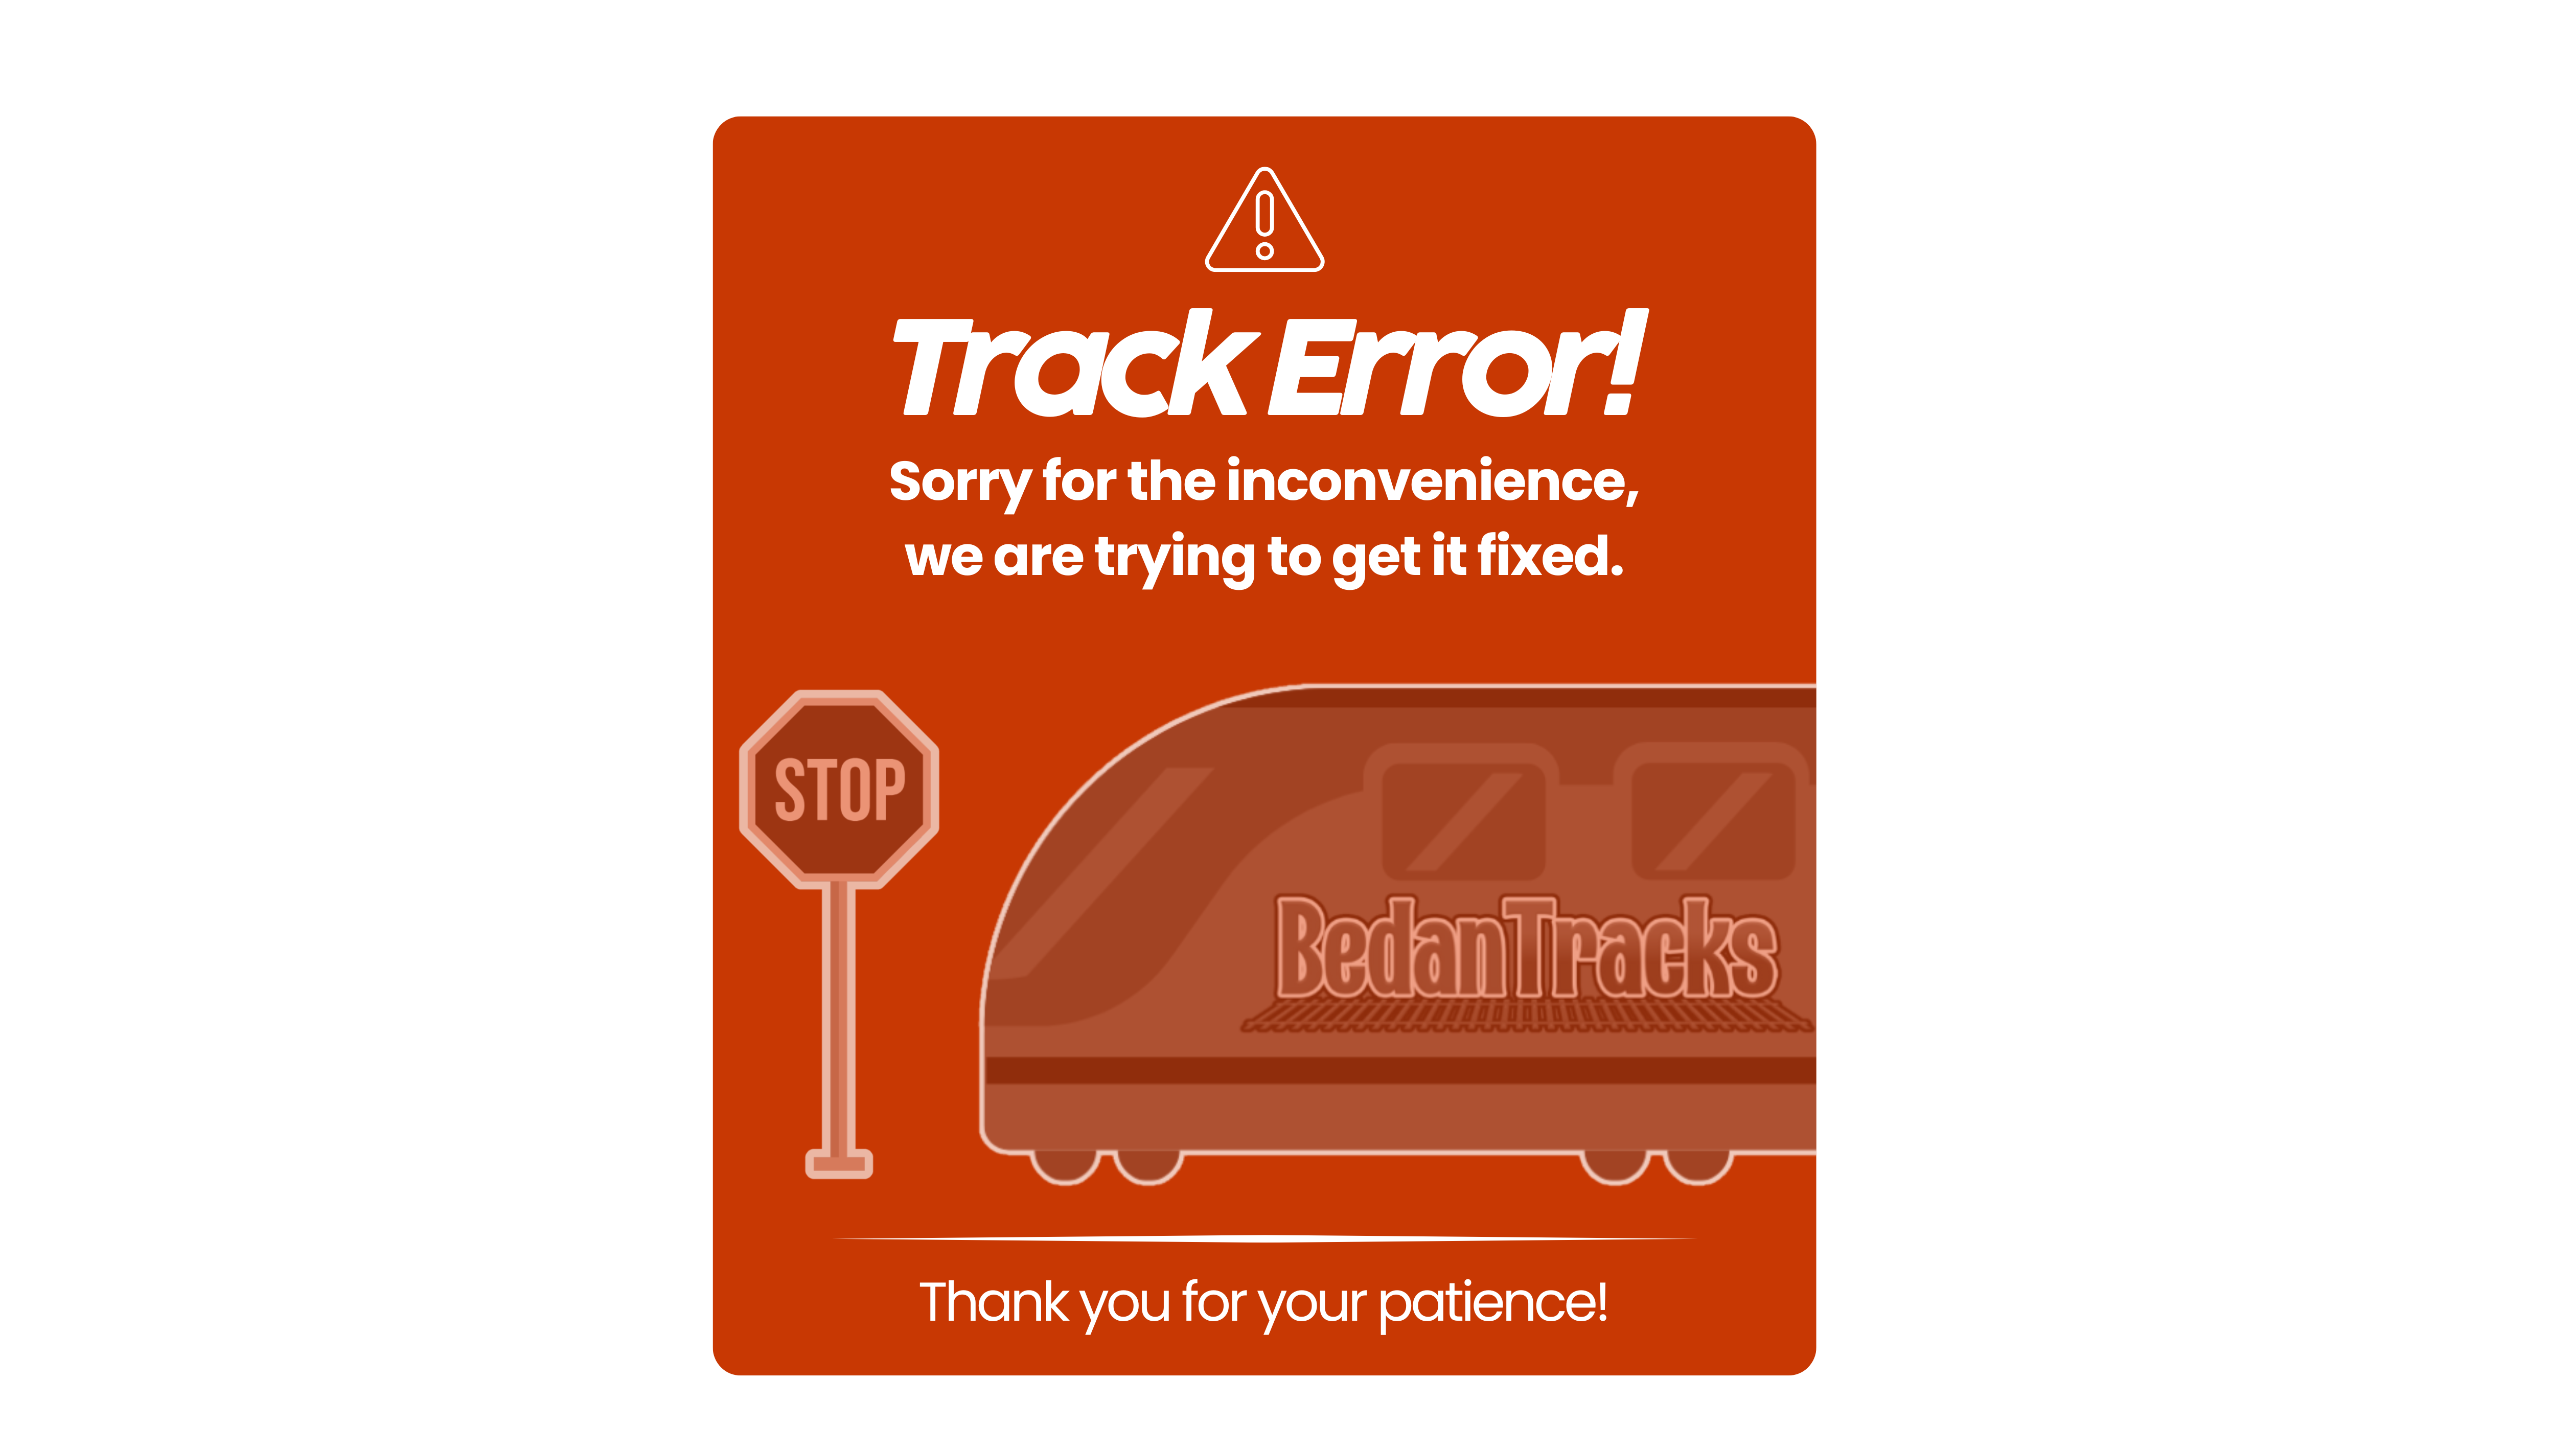 Track Error!
Sorry for the inconvenience,
we are trying to get it fixed.
STOP
BedanTracks
Thank you for your patience!